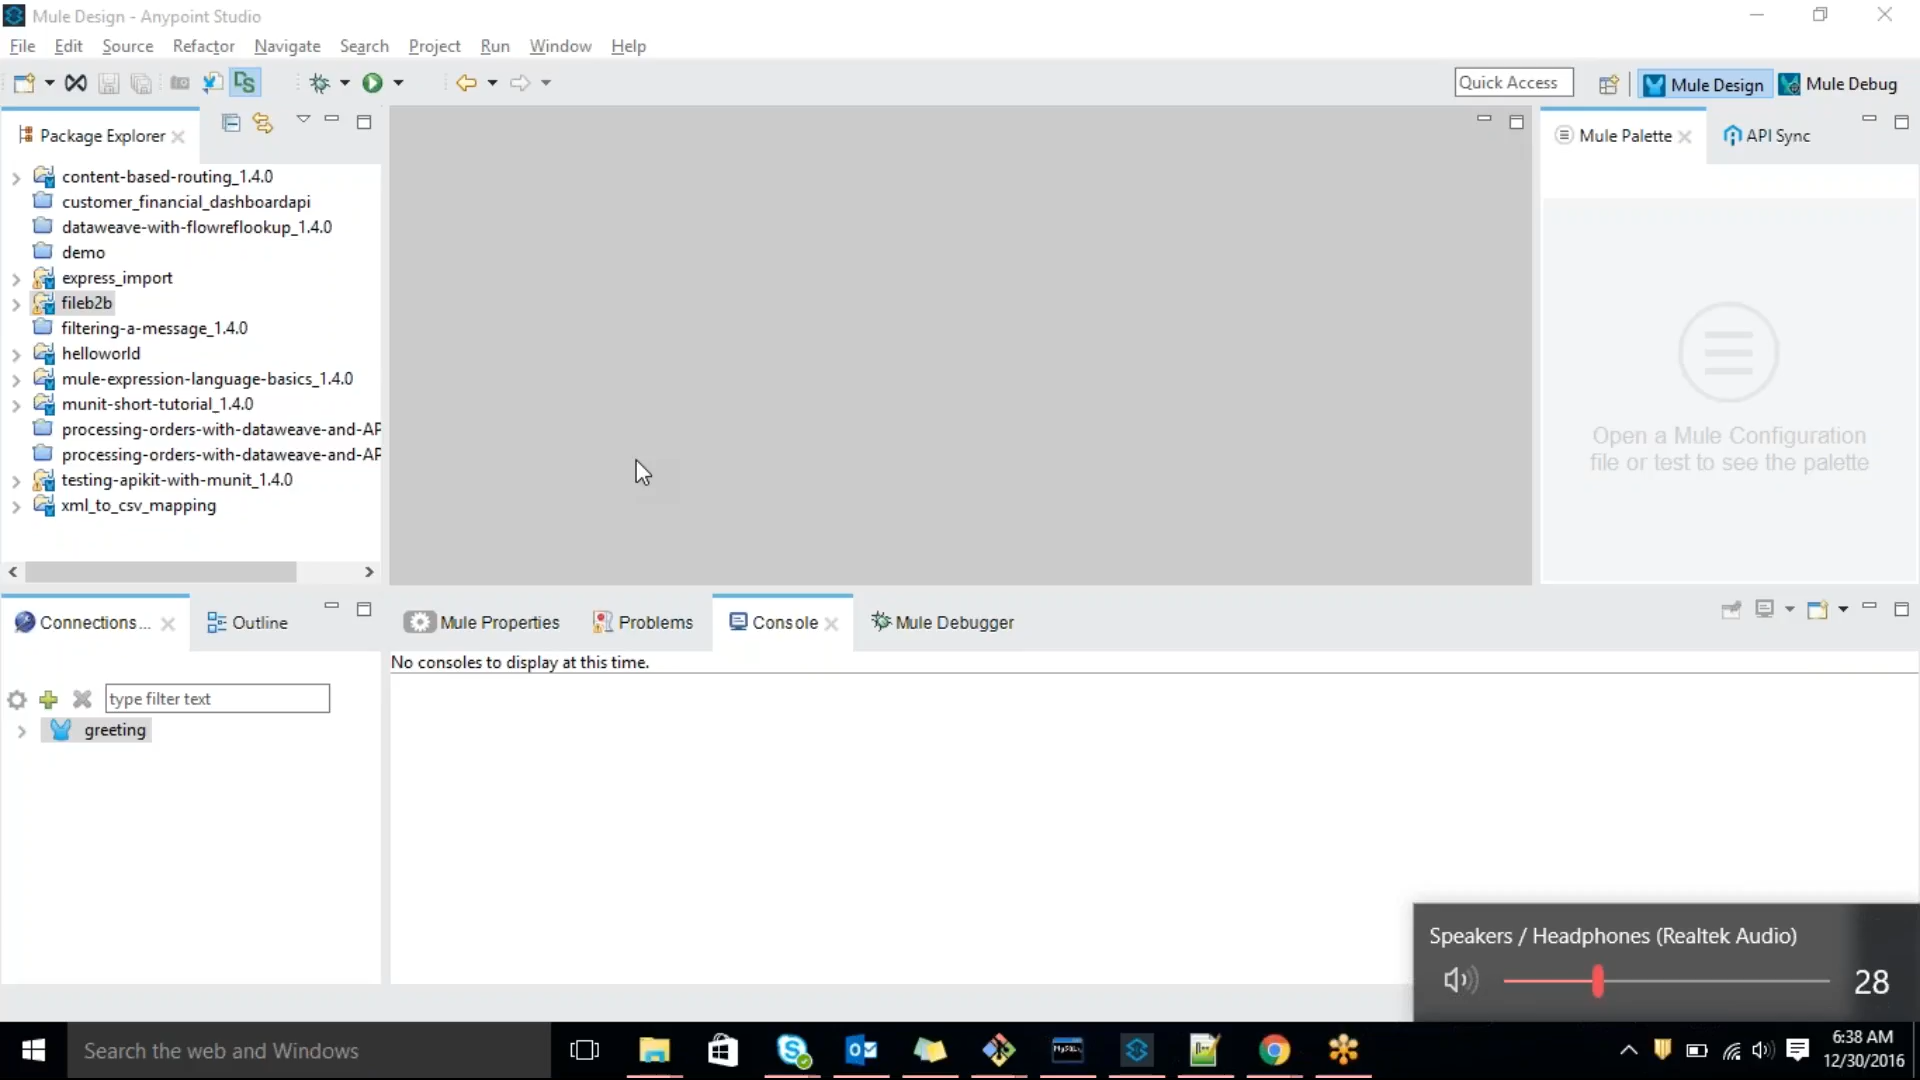 Mule Design - Anypoint Studio
File Edit Source Refactor Navigate Search Project Run Window Help
Quick Access
Mule Design
Mule Debug
Package Explorer
content-based-routing_1.4.0
customer_financial_dashboardapi
dataweave-with-flowreflookup_1.4.0
demo
express_import
fileb2b
filtering-a-message_1.4.0
helloworld
mule-expression-language-basics_1.4.0
munit-short-tutorial_1.4.0
processing-orders-with-dataweave-and-AP
processing-orders-with-dataweave-and-AP
testing-apikit-with-munit_1.4.0
xml_to_csv_mapping
Mule Palette
API Sync
Open a Mule Configuration
file or test to see the palette
Connections...
Outline
type filter text
greeting
Mule Properties
Problems
Console
Mule Debugger
No consoles to display at this time.
Speakers / Headphones (Realtek Audio)
28
Search the web and Windows
6:38 AM
12/30/2016